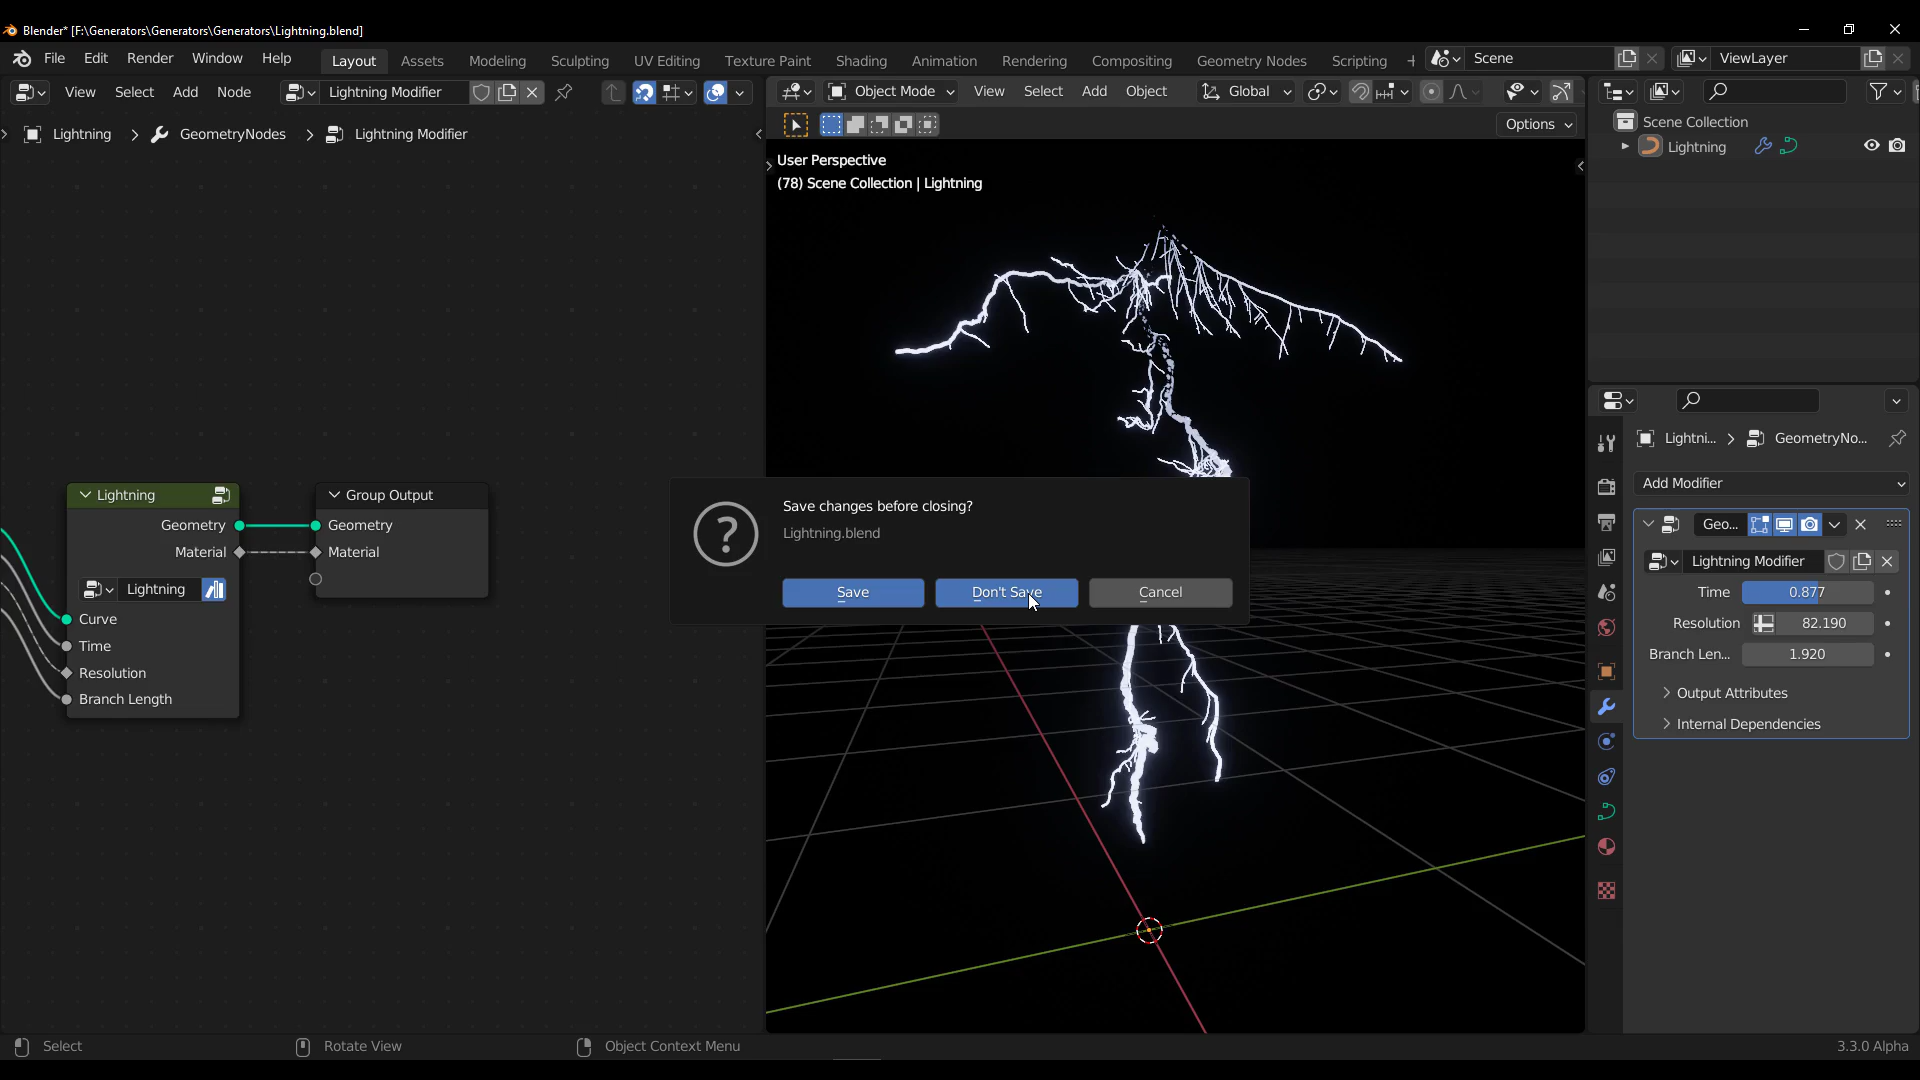 Blender* [F:\Generators\Generators\Generators\Lightning.blend]
File Edit Render Window Help Layout Assets Modeling Sculpting UV Editing Texture Paint Shading Animation Rendering Compositing Geometry Nodes Scripting + Scene ViewLayer
View Select Add Node Lightning Modifier
Object Mode View Select Add Object Global
Options
Lightning > GeometryNodes > Lightning Modifier
User Perspective
(78) Scene Collection | Lightning
Scene Collection
Lightning
Lightning
Geometry
Material
Lightning
Curve
Time
Resolution
Branch Length
Group Output
Geometry
Material
Save changes before closing?
Lightning.blend
Save Don't Save Cancel
Lightni... > GeometryNo...
Add Modifier
Geo...
Lightning Modifier
Time 0.877
Resolution 82.190
Branch Len... 1.920
Output Attributes
Internal Dependencies
Select Rotate View Object Context Menu 3.3.0 Alpha